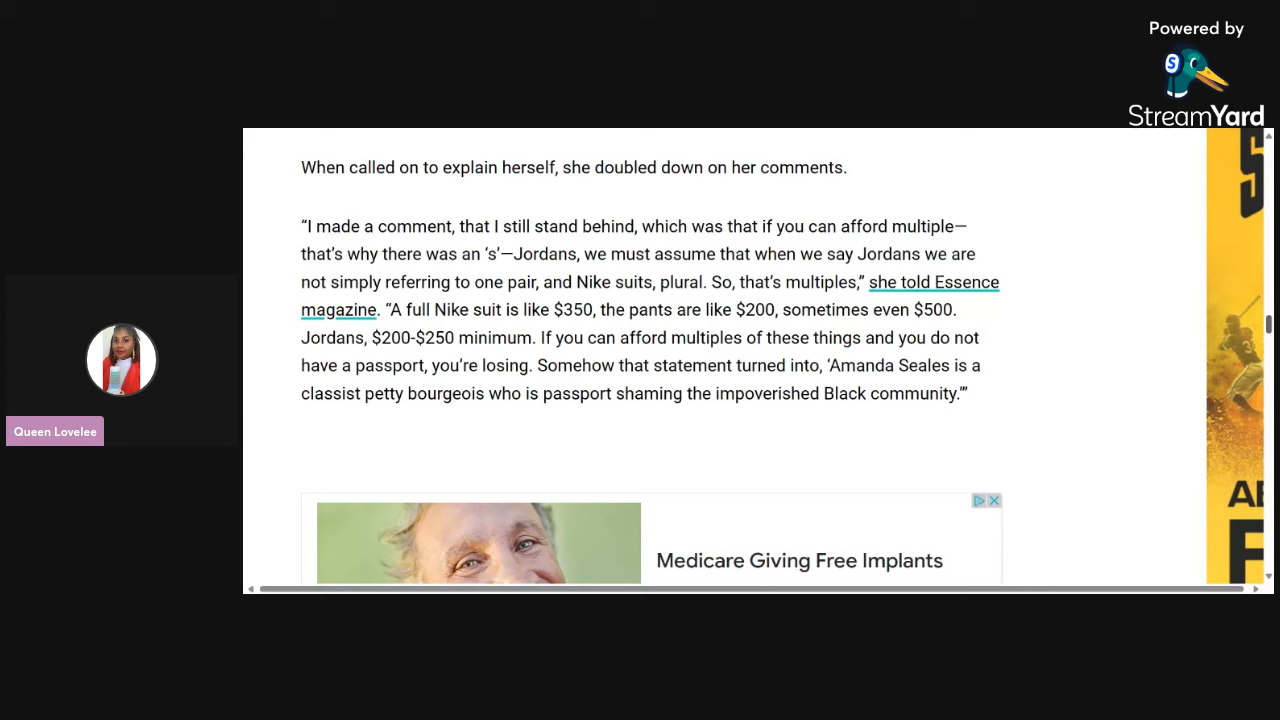 Powered by
StreamYard
When called on to explain herself, she doubled down on her comments.
“I made a comment, that I still stand behind, which was that if you can afford multiple—
that’s why there was an ‘s’—Jordans, we must assume that when we say Jordans we are
not simply referring to one pair, and Nike suits, plural. So, that’s multiples,” she told Essence
magazine. “A full Nike suit is like $350, the pants are like $200, sometimes even $500.
Jordans, $200-$250 minimum. If you can afford multiples of these things and you do not
have a passport, you’re losing. Somehow that statement turned into, ‘Amanda Seales is a
classist petty bourgeois who is passport shaming the impoverished Black community.’”
Queen Lovelee
Medicare Giving Free Implants